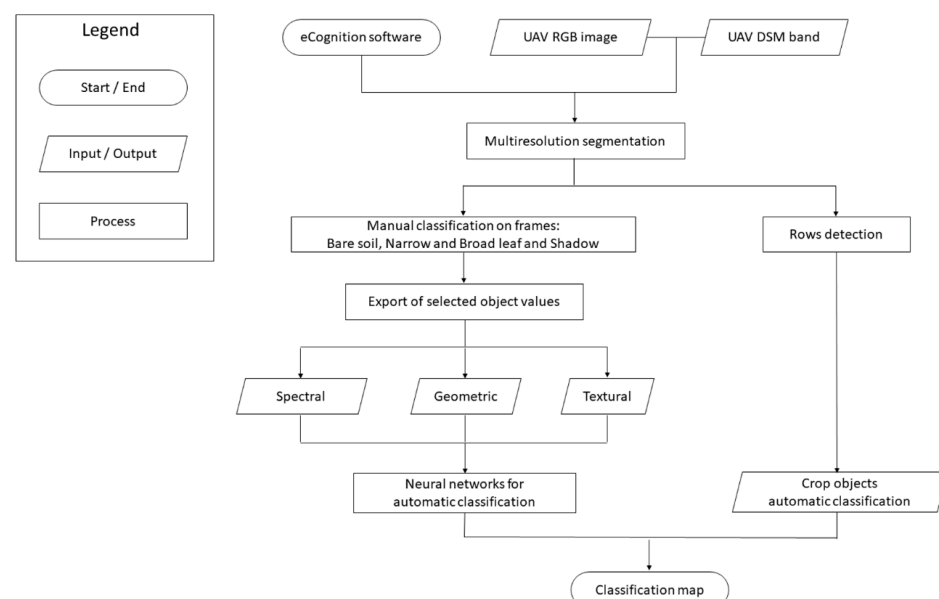 Legend
Start / End
Input / Output
Process
eCognition software
UAV RGB image
UAV DSM band
Multiresolution segmentation
Manual classification on frames:
Bare soil, Narrow and Broad leaf and Shadow
Rows detection
Export of selected object values
Spectral
Geometric
Textural
Neural networks for
automatic classification
Crop objects
automatic classification
Classification map